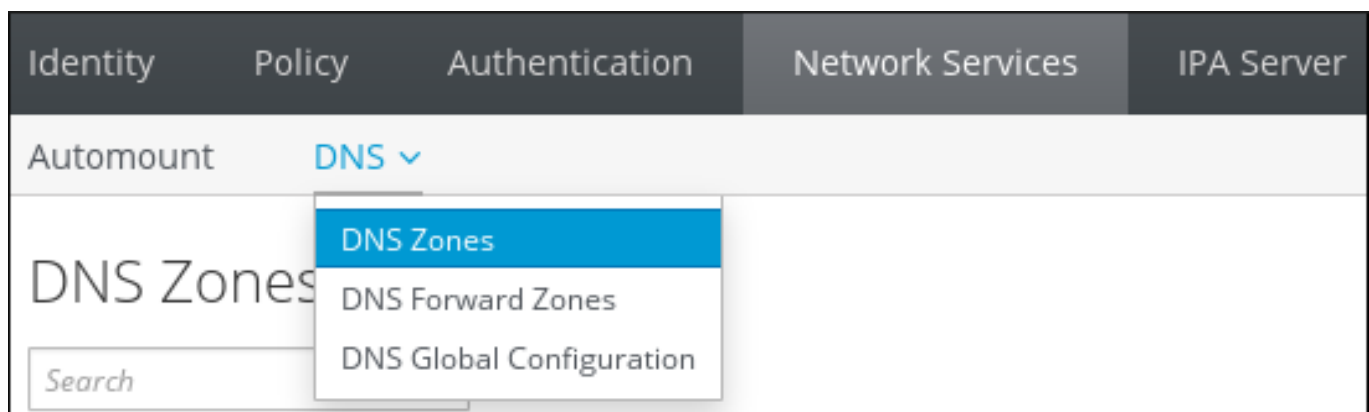 Identity Policy Authentication Network Services IPA Server
Automount DNS
DNS Zones
DNS Zones
DNS Forward Zones
DNS Global Configuration
Search